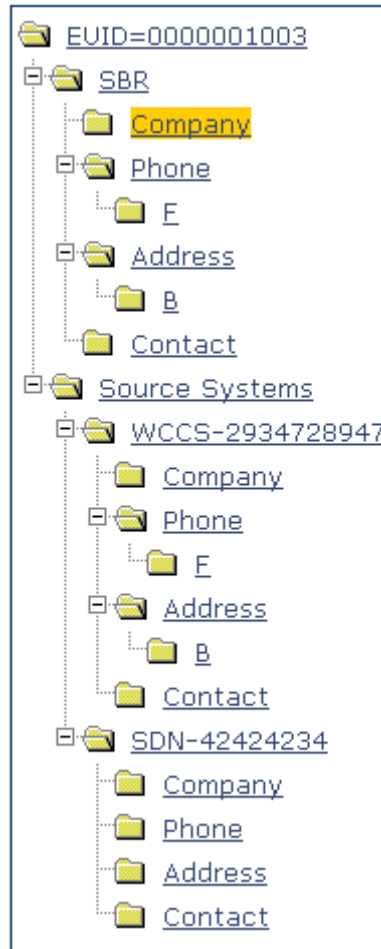 EUID=0000001003
SBR
Company
Phone
F
Address
B
Contact
Source Systems
WCCS-2934728947
Company
Phone
F
Address
B
Contact
SDN-42424234
Company
Phone
Address
Contact